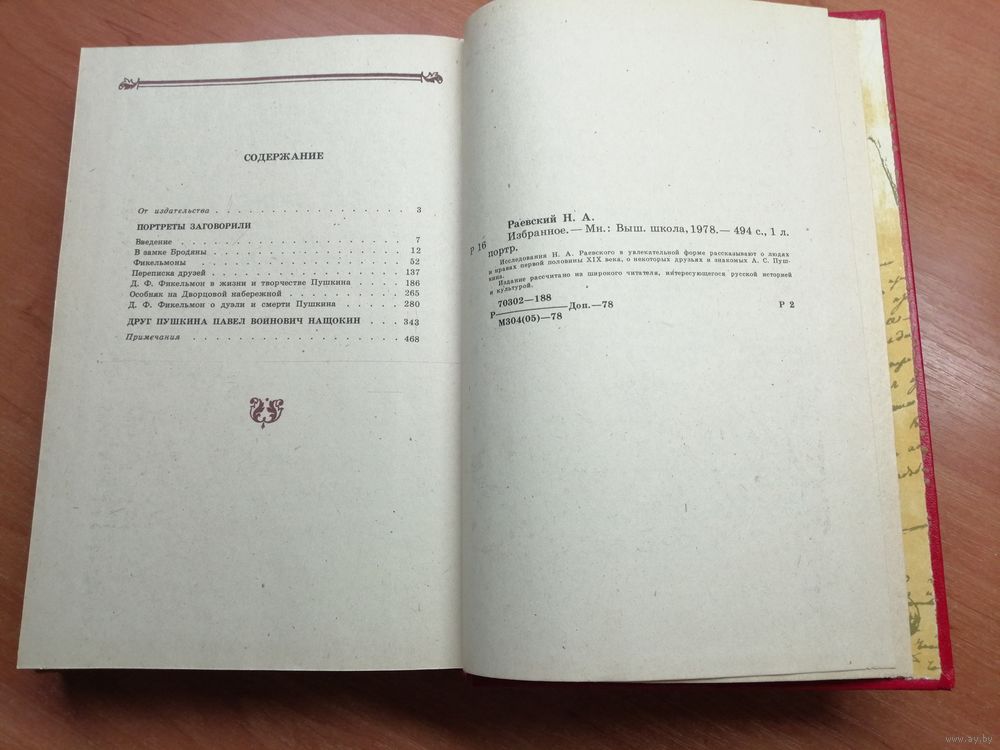 СОДЕРЖАНИЕ
От издательства . . . . . . . . . . . . . . . . . . . 3
ПОРТРЕТЫ ЗАГОВОРИЛИ
Введение . . . . . . . . . . . . . . . . . . . . . . 7
В замке Бродяны . . . . . . . . . . . . . . . . . . 12
Фикельмоны . . . . . . . . . . . . . . . . . . . . 52
Переписка друзей . . . . . . . . . . . . . . . . . 137
Д. Ф. Фикельмон в жизни и творчестве Пушкина . . . . 186
Особняк на Дворцовой набережной . . . . . . . . . . 265
Д. Ф. Фикельмон о дуэли и смерти Пушкина . . . . . 280
ДРУГ ПУШКИНА ПАВЕЛ ВОИНОВИЧ НАЩОКИН . . . 343
Примечания . . . . . . . . . . . . . . . . . . . . 468
Раевский Н. А.
Р 16 Избранное.— Мн.: Выш. школа, 1978.— 494 с., 1 л.
портр.
Исследования Н. А. Раевского в увлекательной форме рассказывают о людях
и нравах первой половины XIX века, о некоторых друзьях и знакомых А. С. Пуш-
кина.
Издание рассчитано на широкого читателя, интересующегося русской историей
и культурой.
70302—188
Р————Доп.—78 Р 2
М304(05)—78
www.ay.by